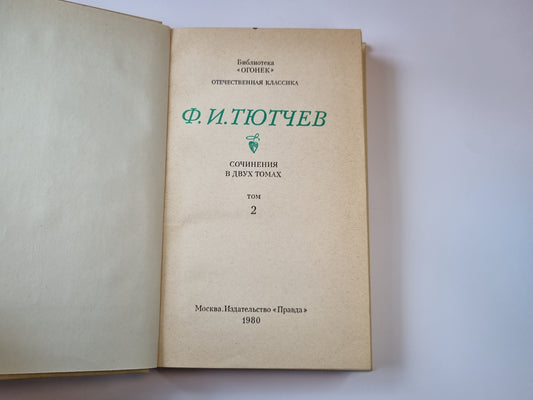 Библиотека
«ОГОНЕК»
ОТЕЧЕСТВЕННАЯ КЛАССИКА
Ф. И. ТЮТЧЕВ
СОЧИНЕНИЯ
В ДВУХ ТОМАХ
ТОМ
2
Москва. Издательство «Правда»
1980